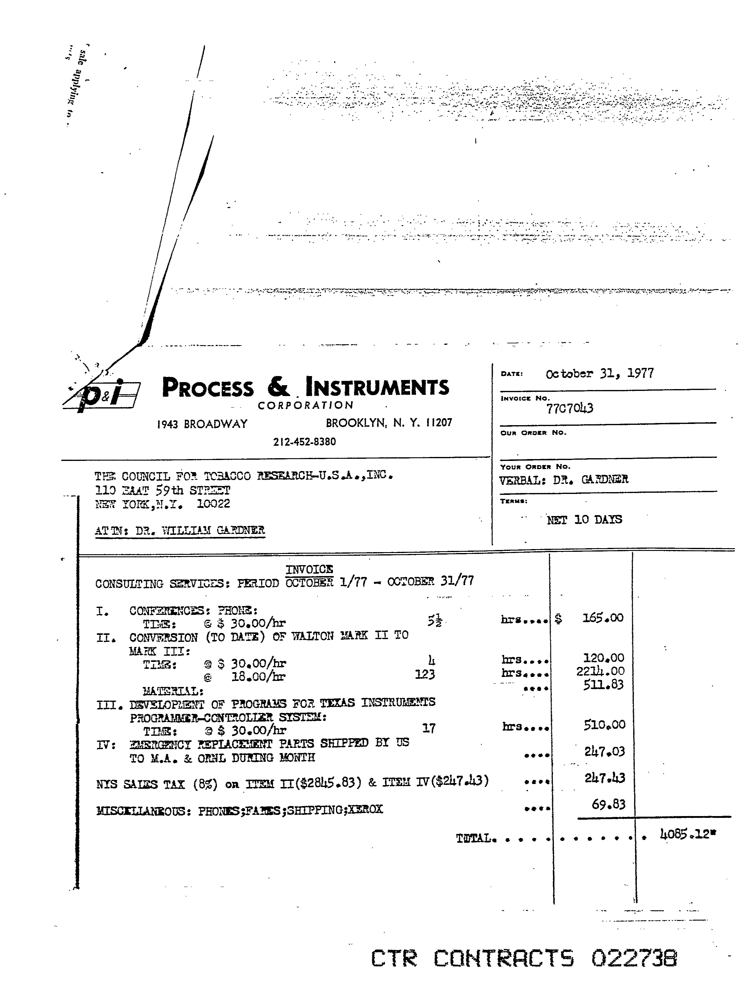 sale applying to
p&i
PROCESS & INSTRUMENTS
CORPORATION
1943 BROADWAY BROOKLYN, N. Y. 11207
212-452-8380
DATE: October 31, 1977
INVOICE NO.
77C7043
OUR ORDER NO.
YOUR ORDER NO.
VERBAL: DR. GARDNER
TERMS:
NET 10 DAYS
THE COUNCIL FOR TOBACCO RESEARCH-U.S.A.,INC.
110 EAAT 59th STREET
NEW YORK,N.Y. 10022
ATTN: DR. WILLIAM GARDNER
INVOICE
CONSULTING SERVICES: PERIOD OCTOBER 1/77 - OCTOBER 31/77
I. CONFERENCES: PHONE:
TIME: @ $ 30.00/hr 5½ hrs.... $ 165.00
II. CONVERSION (TO DATE) OF WALTON MARK II TO
MARK III:
TIME: @ $ 30.00/hr 4 hrs.... 120.00
@ 18.00/hr 123 hrs.... 2214.00
MATERIAL: .... 511.83
III. DEVELOPMENT OF PROGRAMS FOR TEXAS INSTRUMENTS
PROGRAMMER-CONTROLLER SYSTEM:
TIME: @ $ 30.00/hr 17 hrs.... 510.00
IV: EMERGENCY REPLACEMENT PARTS SHIPPED BY US
TO M.A. & ORNL DURING MONTH .... 247.03
NYS SALES TAX (8%) on ITEM II($2845.83) & ITEM IV($247.43) .... 247.43
MISCELLANEOUS: PHONES;FARES;SHIPPING;XEROX .... 69.83
TOTAL. . . . . . . . . . . 4085.12*
CTR CONTRACTS 022738